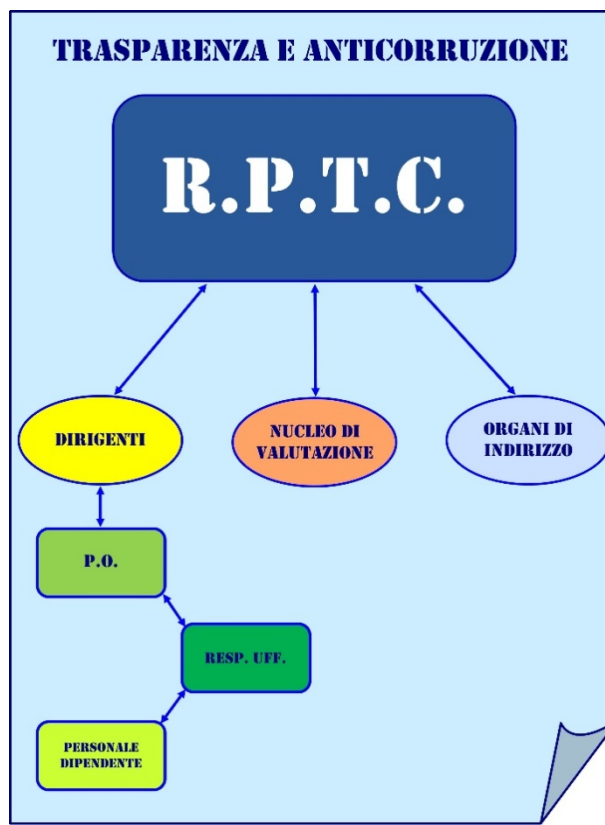 TRASPARENZA E ANTICORRUZIONE
R.P.T.C.
DIRIGENTI
NUCLEO DI
VALUTAZIONE
ORGANI DI
INDIRIZZO
P.O.
RESP. UFF.
PERSONALE
DIPENDENTE